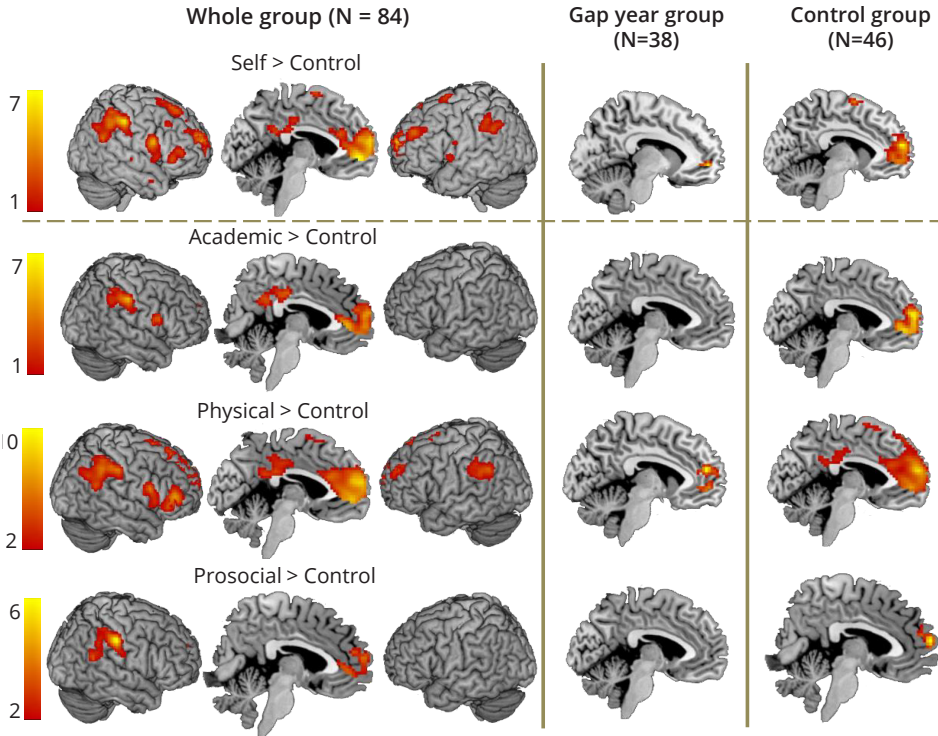 Whole group (N = 84)
Gap year group
(N=38)
Control group
(N=46)
Self > Control
7
1
Academic > Control
7
1
Physical > Control
0
2
Prosocial > Control
6
2